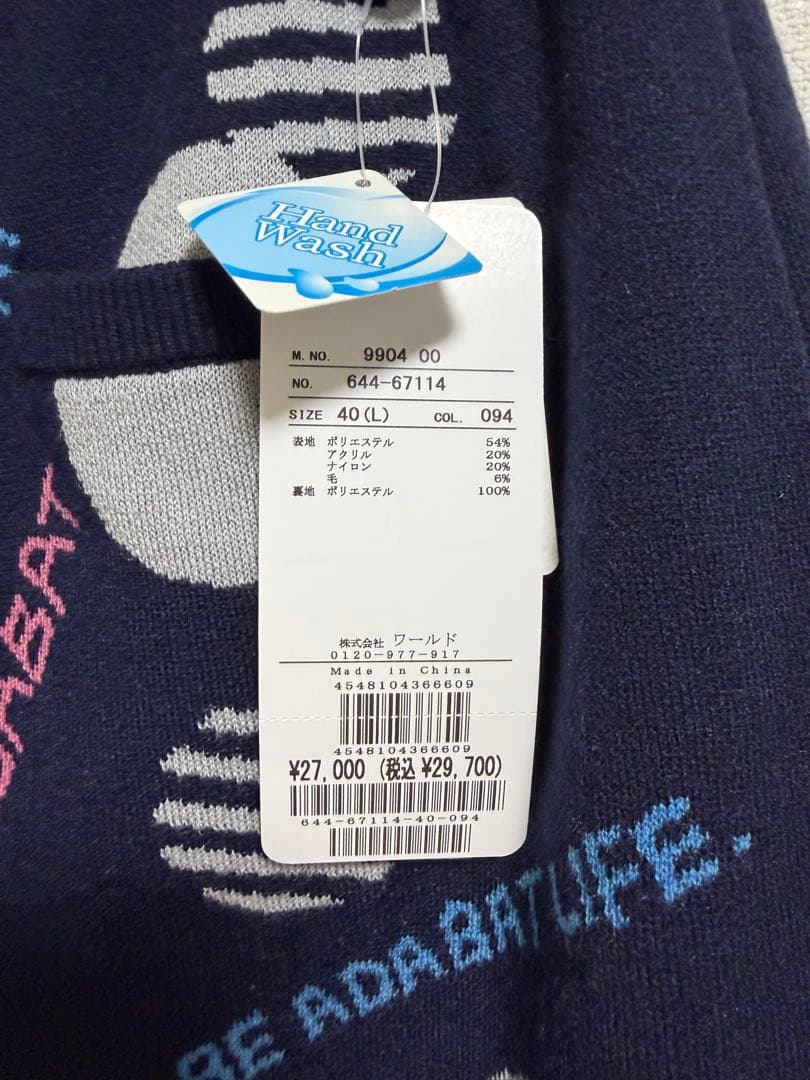 Hand
Wash
M. NO. 9904 00
NO. 644-67114
SIZE 40(L) COL. 094
表地 ポリエステル 54%
アクリル 20%
ナイロン 20%
毛 6%
裏地 ポリエステル 100%
株式会社 ワールド
0120-977-917
Made in China
4548104366609
4548104366609
¥27,000 (税込 ¥29,700)
644-67114-40-094
BE ADABATLIFE.